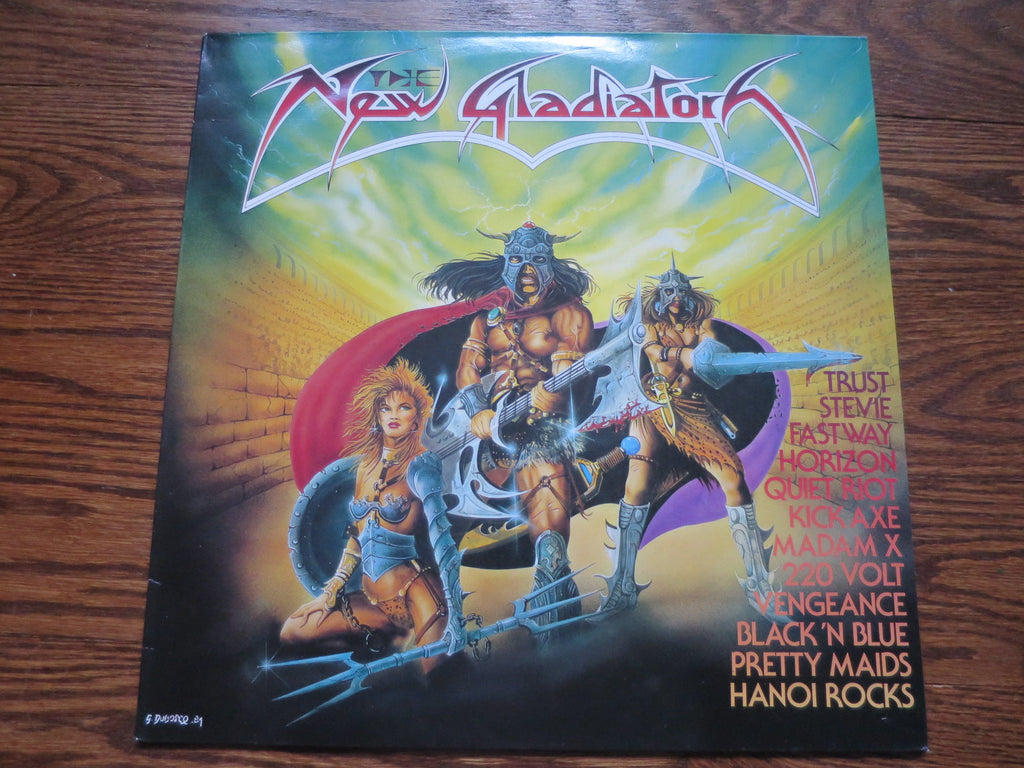 THE
New Gladiators
TRUST
STEVIE
FASTWAY
HORIZON
QUIET RIOT
KICK AXE
MADAM X
220 VOLT
VENGEANCE
BLACK 'N BLUE
PRETTY MAIDS
HANOI ROCKS